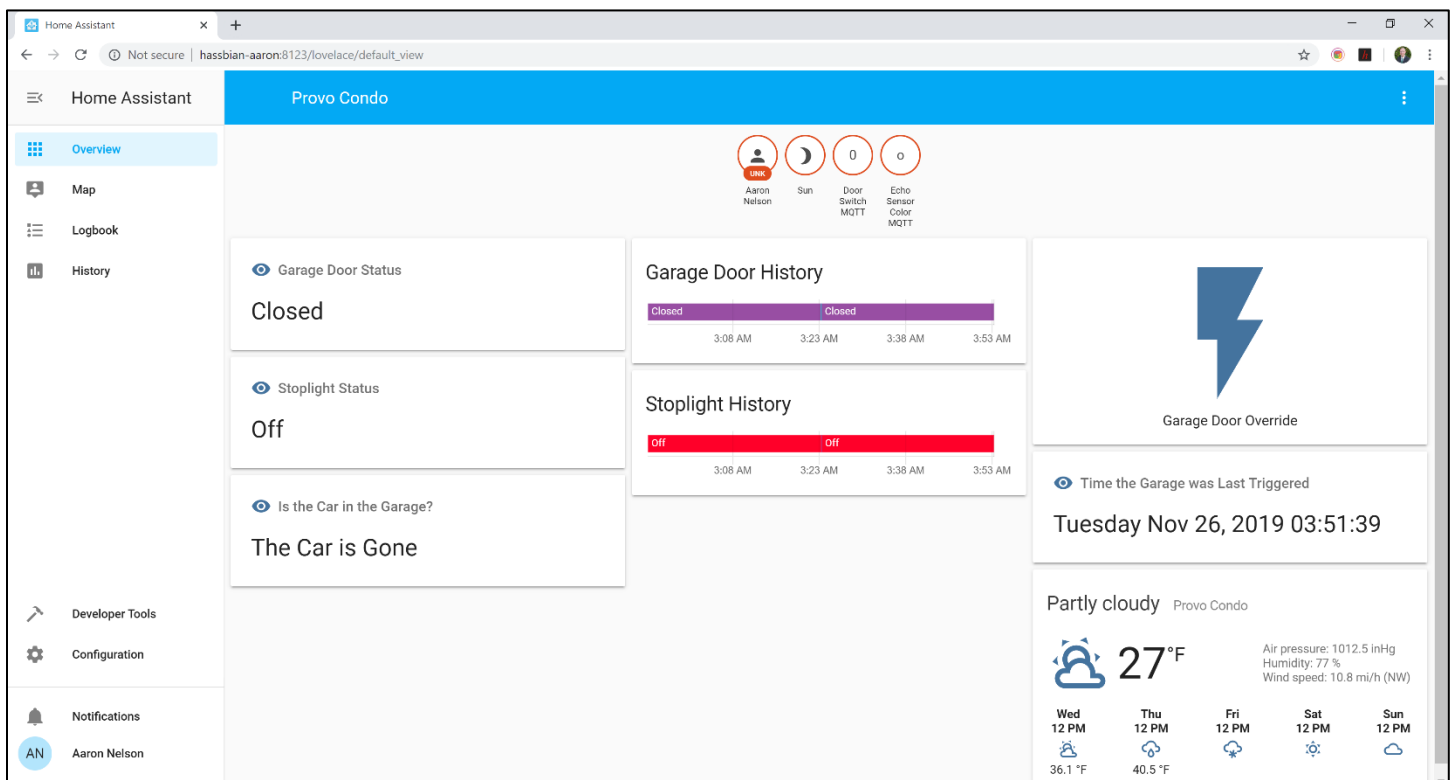 Home Assistant
Not secure | hassbian-aaron:8123/lovelace/default_view
Home Assistant
Provo Condo
Overview
Map
Logbook
History
Developer Tools
Configuration
Notifications
AN
Aaron Nelson
UNK
Aaron
Nelson
Sun
0
Door
Switch
MQTT
o
Echo
Sensor
Color
MQTT
Garage Door Status
Closed
Stoplight Status
Off
Is the Car in the Garage?
The Car is Gone
Garage Door History
Closed Closed
3:08 AM 3:23 AM 3:38 AM 3:53 AM
Stoplight History
Off Off
3:08 AM 3:23 AM 3:38 AM 3:53 AM
Garage Door Override
Time the Garage was Last Triggered
Tuesday Nov 26, 2019 03:51:39
Partly cloudy Provo Condo
27°F
Air pressure: 1012.5 inHg
Humidity: 77 %
Wind speed: 10.8 mi/h (NW)
Wed Thu Fri Sat Sun
12 PM 12 PM 12 PM 12 PM 12 PM
36.1 °F 40.5 °F